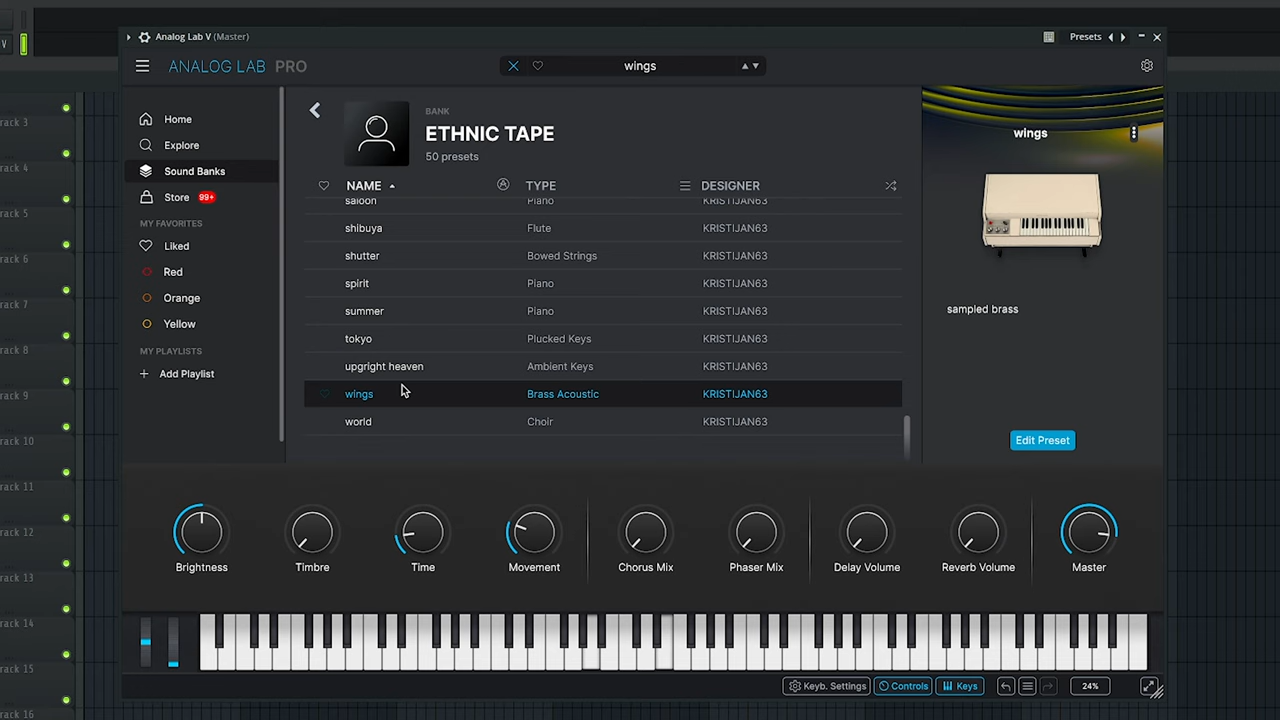 V
Analog Lab V (Master)
Presets
ANALOG LAB PRO
wings
Home
Explore
Sound Banks
Store 99+
MY FAVORITES
Liked
Red
Orange
Yellow
MY PLAYLISTS
Add Playlist
BANK
ETHNIC TAPE
50 presets
NAME TYPE DESIGNER
saloon Piano KRISTIJAN63
shibuya Flute KRISTIJAN63
shutter Bowed Strings KRISTIJAN63
spirit Piano KRISTIJAN63
summer Piano KRISTIJAN63
tokyo Plucked Keys KRISTIJAN63
upgright heaven Ambient Keys KRISTIJAN63
wings Brass Acoustic KRISTIJAN63
world Choir KRISTIJAN63
wings
sampled brass
Edit Preset
Brightness Timbre Time Movement Chorus Mix Phaser Mix Delay Volume Reverb Volume Master
Keyb. Settings Controls Keys 24%
rack 3
rack 4
rack 5
rack 6
rack 7
rack 8
rack 9
rack 10
rack 11
rack 12
rack 13
rack 14
rack 15
rack 16